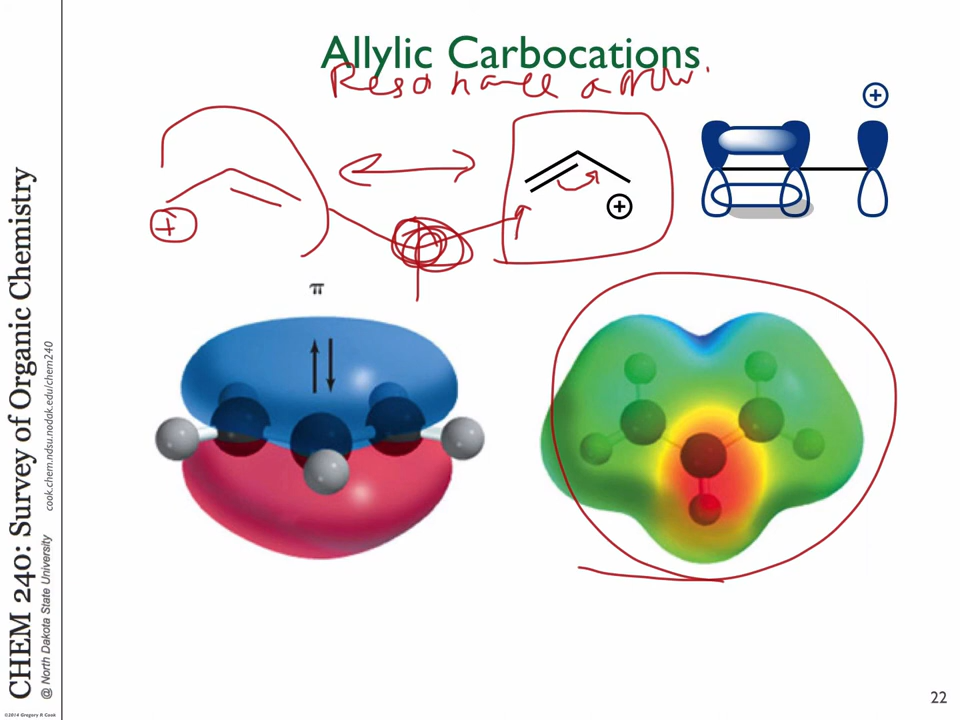 Allylic Carbocations
Resonance arrow
+
+
+
π
CHEM 240: Survey of Organic Chemistry
@ North Dakota State University
cook.chem.ndsu.nodak.edu/chem240
©2014 Gregory R Cook
22